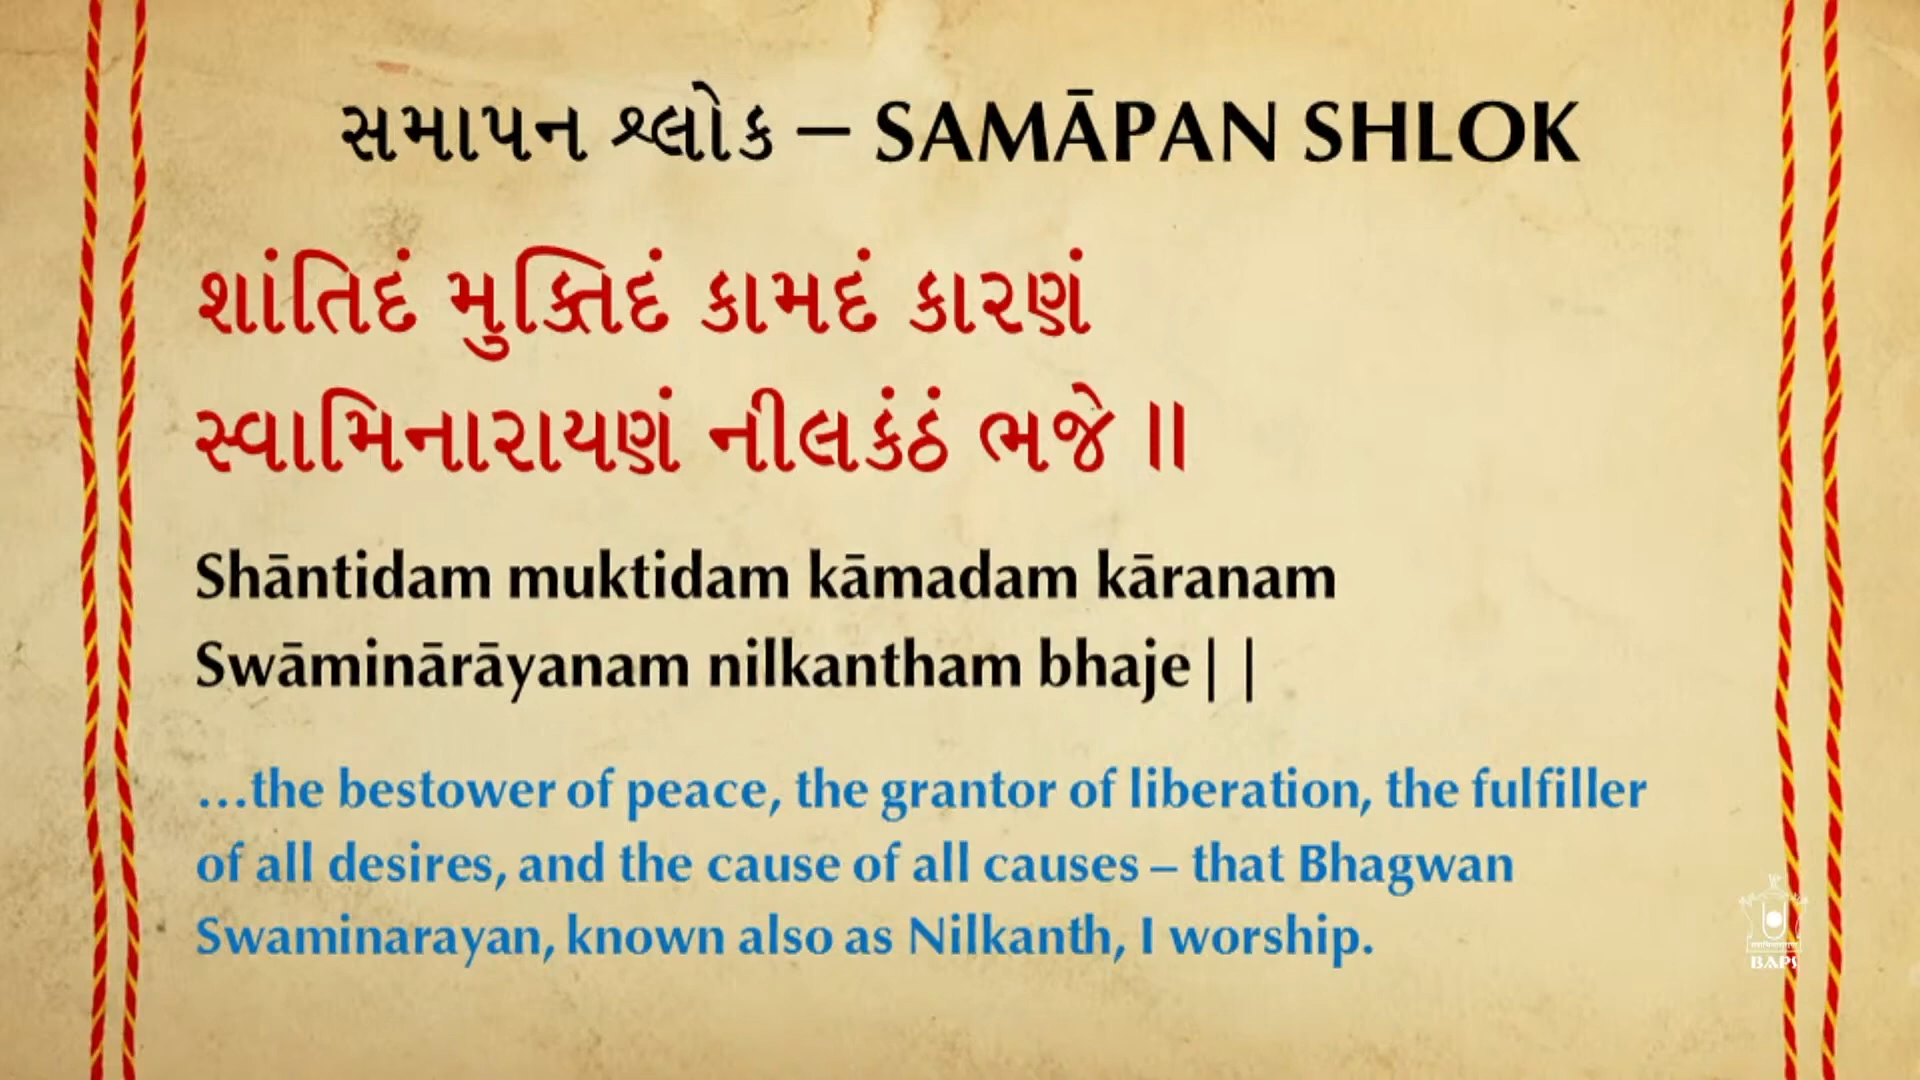 સમાપન શ્લોક – SAMĀPAN SHLOK
શાંતિદં મુક્તિદં કામદં કારણં
સ્વામિનારાયણં નીલકંઠં ભજે ॥
Shāntidam muktidam kāmadam kāranam
Swāminārāyanam nilkantham bhaje||
...the bestower of peace, the grantor of liberation, the fulfiller
of all desires, and the cause of all causes – that Bhagwan
Swaminarayan, known also as Nilkanth, I worship.
BAPS